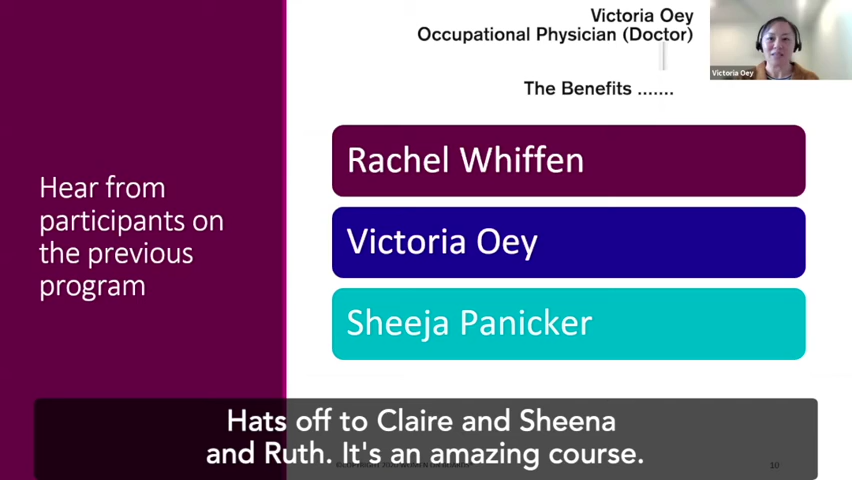 Victoria Oey
Occupational Physician (Doctor)
Victoria Oey
The Benefits .......
Rachel Whiffen
Hear from
participants on
the previous
program
Victoria Oey
Sheeja Panicker
Hats off to Claire and Sheena
and Ruth. It's an amazing course.
10